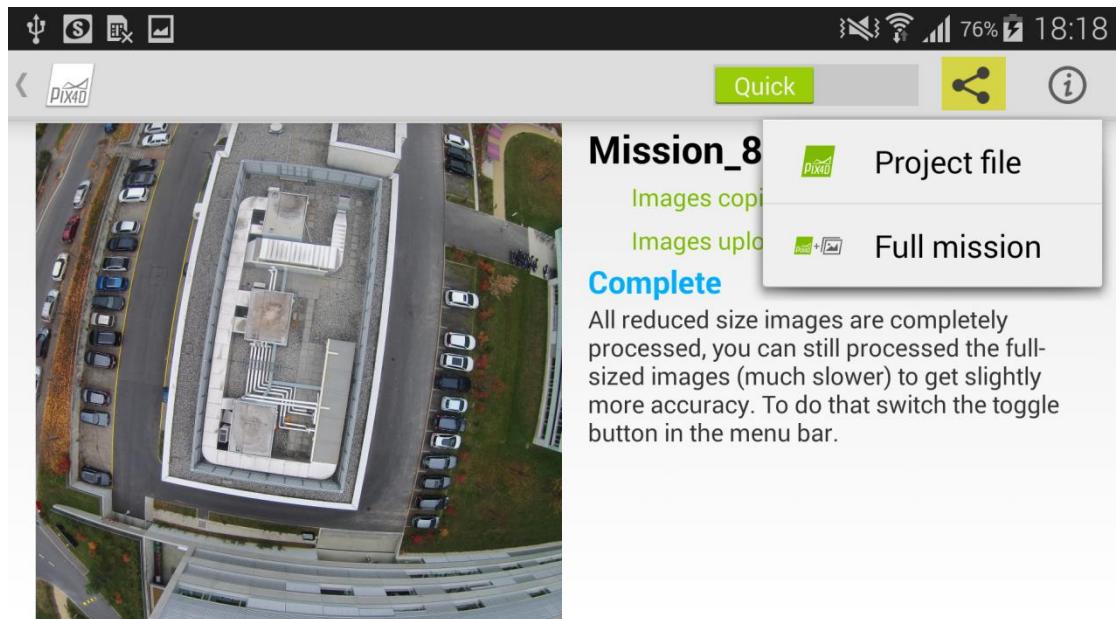 76% 18:18
PIX4D Quick
Mission_8
Project file
Images copi
Full mission
Images uplo
Complete
All reduced size images are completely
processed, you can still processed the full-
sized images (much slower) to get slightly
more accuracy. To do that switch the toggle
button in the menu bar.